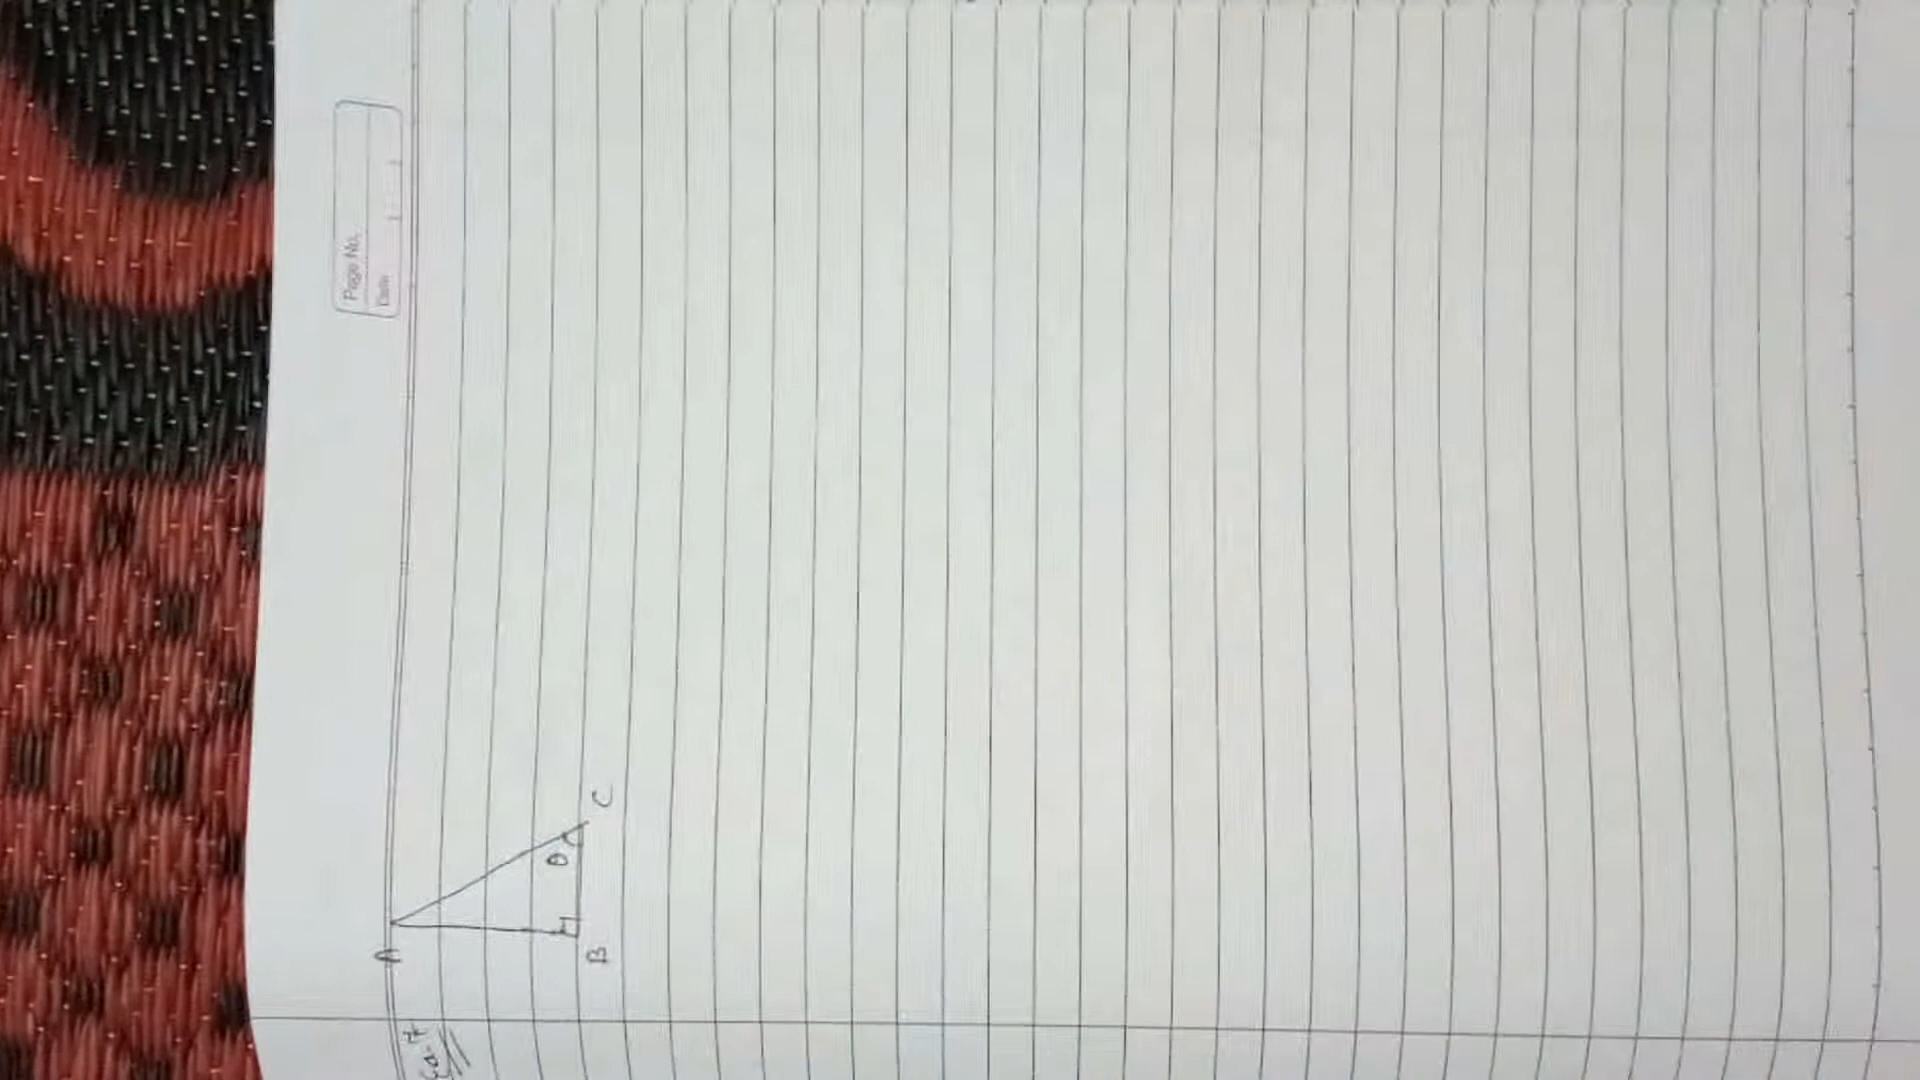 Page No.
Date
A
θ
B C